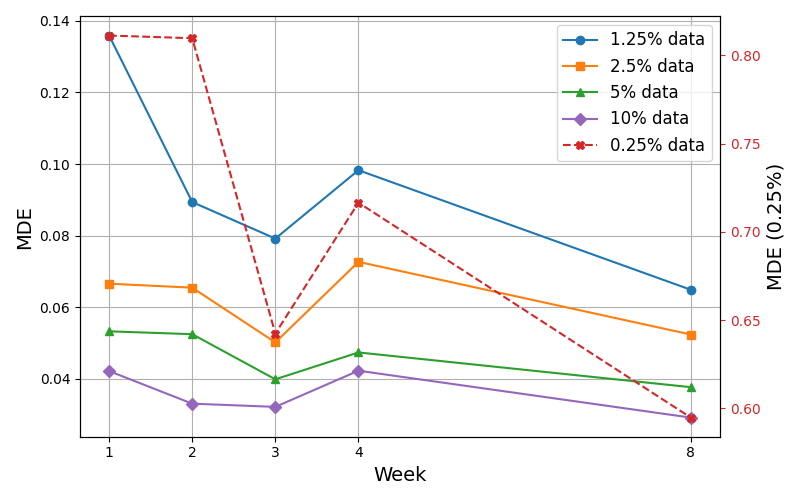 0.14
0.12
0.10
0.08
0.06
0.04
MDE
1.25% data
2.5% data
5% data
10% data
0.25% data
0.80
0.75
0.70
0.65
0.60
MDE (0.25%)
1 2 3 4 8
Week